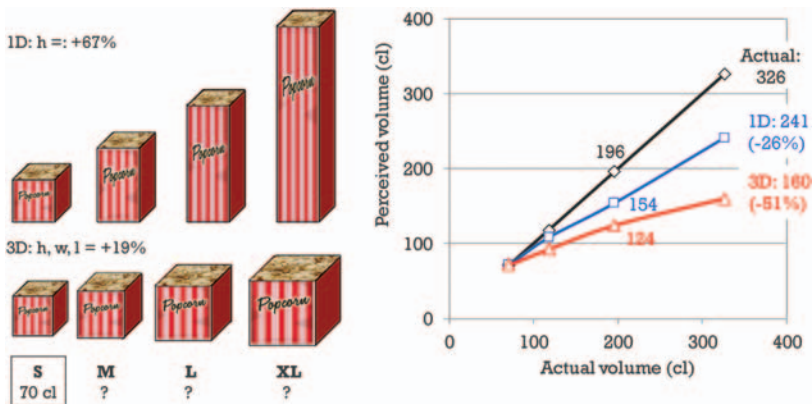 1D: h =: +67%
Popcorn
Popcorn
Popcorn
Popcorn
3D: h, w, l = +19%
Popcorn
Popcorn
Popcorn
Popcorn
S M L XL
70 cl ? ? ?
Perceived volume (cl)
400
300
200
100
0
0 100 200 300 400
Actual volume (cl)
Actual:
326
196
1D: 241
(-26%)
154
3D: 160
(-51%)
124